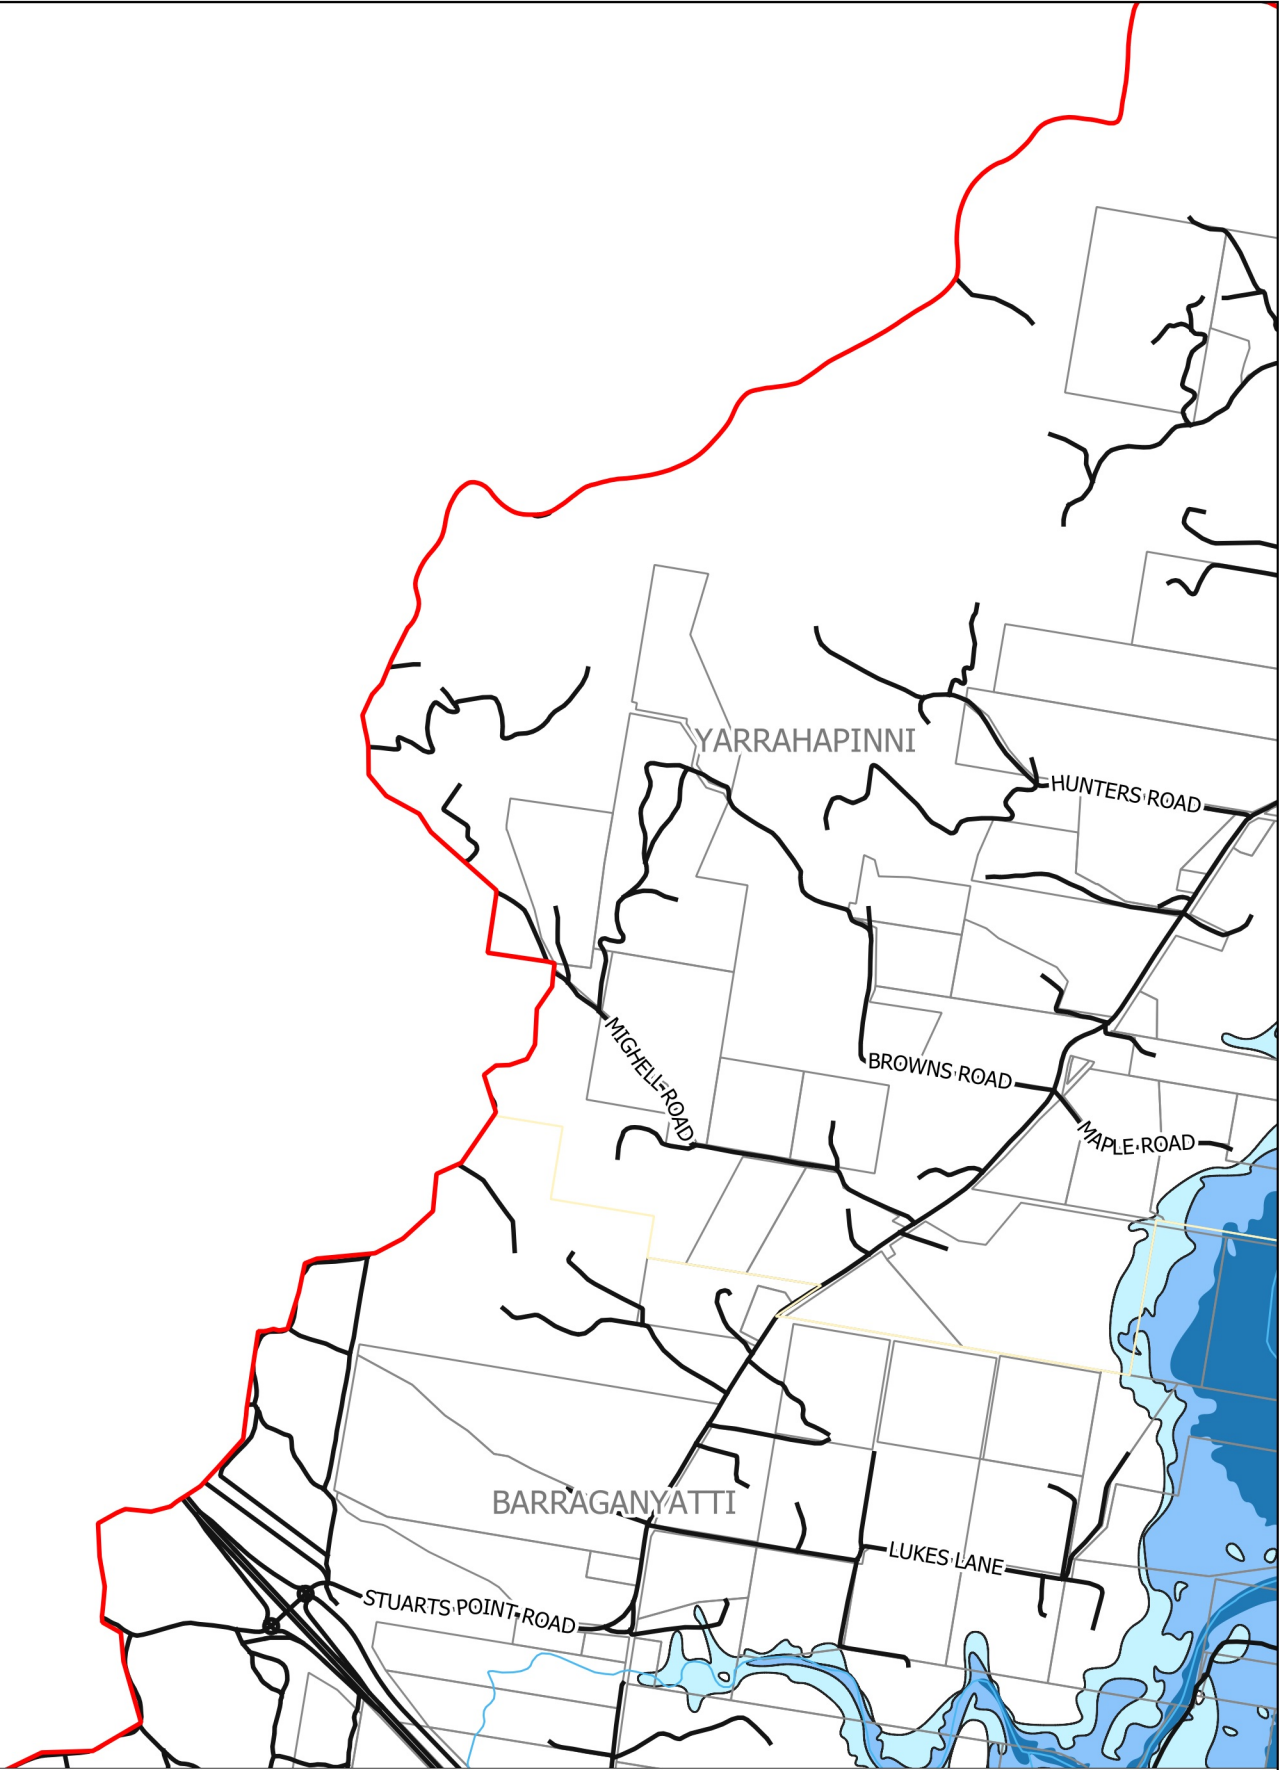 YARRAHAPINNI
HUNTERS ROAD
MIGHELL ROAD
BROWNS ROAD
MAPLE ROAD
BARRAGANYATTI
LUKES LANE
STUARTS POINT ROAD